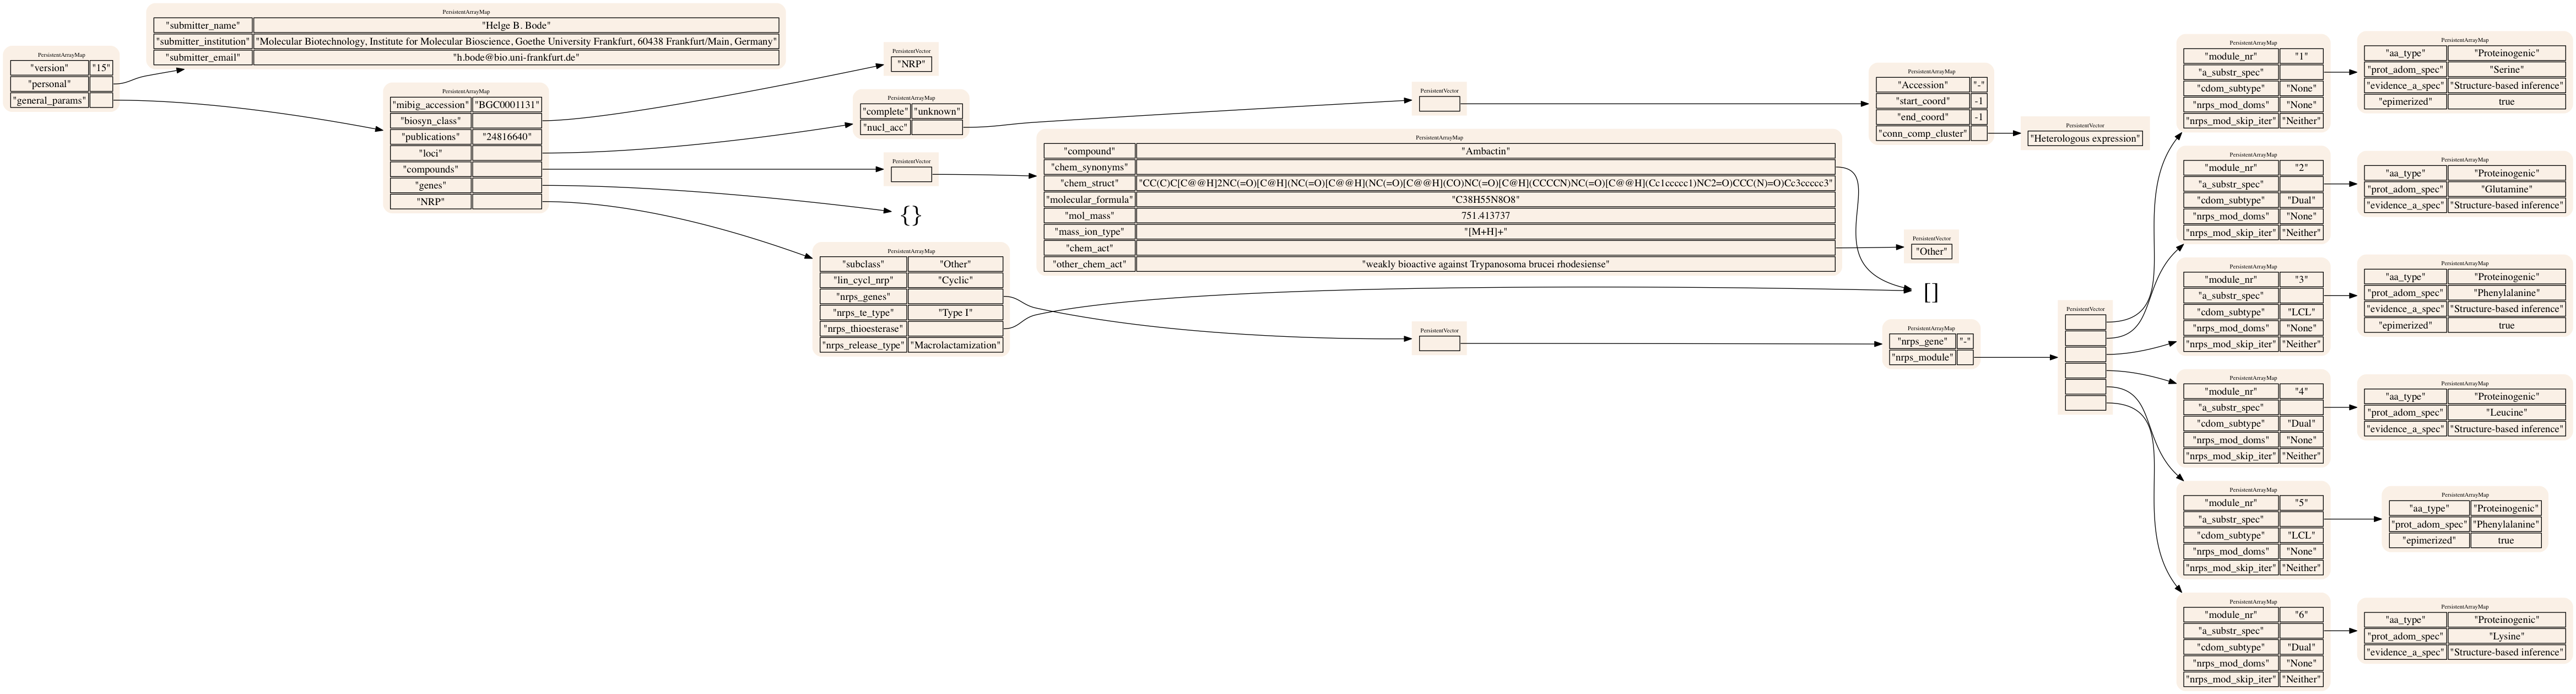 PersistentArrayMap
"version" "15"
"personal"
"general_params"
PersistentArrayMap
"submitter_name" "Helge B. Bode"
"submitter_institution" "Molecular Biotechnology, Institute for Molecular Bioscience, Goethe University Frankfurt, 60438 Frankfurt/Main, Germany"
"submitter_email" "h.bode@bio.uni-frankfurt.de"
PersistentArrayMap
"mibig_accession" "BGC0001131"
"biosyn_class"
"publications" "24816640"
"loci"
"compounds"
"genes"
"NRP"
PersistentVector
"NRP"
PersistentArrayMap
"complete" "unknown"
"nucl_acc"
PersistentVector
{}
PersistentArrayMap
"subclass" "Other"
"lin_cycl_nrp" "Cyclic"
"nrps_genes"
"nrps_te_type" "Type I"
"nrps_thioesterase"
"nrps_release_type" "Macrolactamization"
PersistentVector
PersistentArrayMap
"compound" "Ambactin"
"chem_synonyms"
"chem_struct" "CC(C)C[C@@H]2NC(=O)[C@H](NC(=O)[C@@H](NC(=O)[C@@H](CO)NC(=O)[C@H](CCCCN)NC(=O)[C@@H](Cc1ccccc1)NC2=O)CCC(N)=O)Cc3ccccc3"
"molecular_formula" "C38H55N8O8"
"mol_mass" 751.413737
"mass_ion_type" "[M+H]+"
"chem_act"
"other_chem_act" "weakly bioactive against Trypanosoma brucei rhodesiense"
PersistentVector
PersistentArrayMap
"Accession" "-"
"start_coord" -1
"end_coord" -1
"conn_comp_cluster"
PersistentVector
"Heterologous expression"
PersistentVector
"Other"
[]
PersistentArrayMap
"nrps_gene" "-"
"nrps_module"
PersistentVector
PersistentArrayMap
"module_nr" "1"
"a_substr_spec"
"cdom_subtype" "None"
"nrps_mod_doms" "None"
"nrps_mod_skip_iter" "Neither"
PersistentArrayMap
"aa_type" "Proteinogenic"
"prot_adom_spec" "Serine"
"evidence_a_spec" "Structure-based inference"
"epimerized" true
PersistentArrayMap
"module_nr" "2"
"a_substr_spec"
"cdom_subtype" "Dual"
"nrps_mod_doms" "None"
"nrps_mod_skip_iter" "Neither"
PersistentArrayMap
"aa_type" "Proteinogenic"
"prot_adom_spec" "Glutamine"
"evidence_a_spec" "Structure-based inference"
PersistentArrayMap
"module_nr" "3"
"a_substr_spec"
"cdom_subtype" "LCL"
"nrps_mod_doms" "None"
"nrps_mod_skip_iter" "Neither"
PersistentArrayMap
"aa_type" "Proteinogenic"
"prot_adom_spec" "Phenylalanine"
"evidence_a_spec" "Structure-based inference"
"epimerized" true
PersistentArrayMap
"module_nr" "4"
"a_substr_spec"
"cdom_subtype" "Dual"
"nrps_mod_doms" "None"
"nrps_mod_skip_iter" "Neither"
PersistentArrayMap
"aa_type" "Proteinogenic"
"prot_adom_spec" "Leucine"
"evidence_a_spec" "Structure-based inference"
PersistentArrayMap
"module_nr" "5"
"a_substr_spec"
"cdom_subtype" "LCL"
"nrps_mod_doms" "None"
"nrps_mod_skip_iter" "Neither"
PersistentArrayMap
"aa_type" "Proteinogenic"
"prot_adom_spec" "Phenylalanine"
"epimerized" true
PersistentArrayMap
"module_nr" "6"
"a_substr_spec"
"cdom_subtype" "Dual"
"nrps_mod_doms" "None"
"nrps_mod_skip_iter" "Neither"
PersistentArrayMap
"aa_type" "Proteinogenic"
"prot_adom_spec" "Lysine"
"evidence_a_spec" "Structure-based inference"